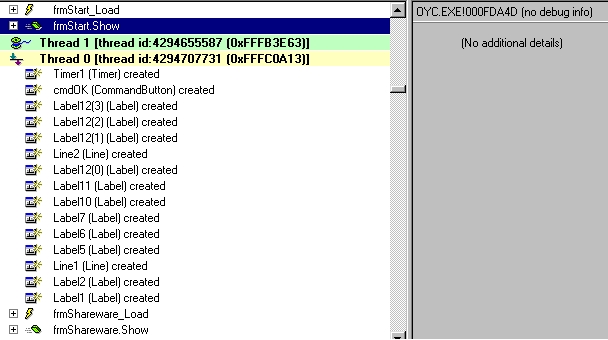 frmStart_Load
frmStart.Show
Thread 1 [thread id:4294655587 (0xFFFB3E63)]
Thread 0 [thread id:4294707731 (0xFFFC0A13)]
Timer1 (Timer) created
cmdOK (CommandButton) created
Label12(3) (Label) created
Label12(2) (Label) created
Label12(1) (Label) created
Line2 (Line) created
Label12(0) (Label) created
Label11 (Label) created
Label10 (Label) created
Label7 (Label) created
Label6 (Label) created
Label5 (Label) created
Line1 (Line) created
Label2 (Label) created
Label1 (Label) created
frmShareware_Load
frmShareware.Show
OYC.EXE!000FDA4D (no debug info)
(No additional details)